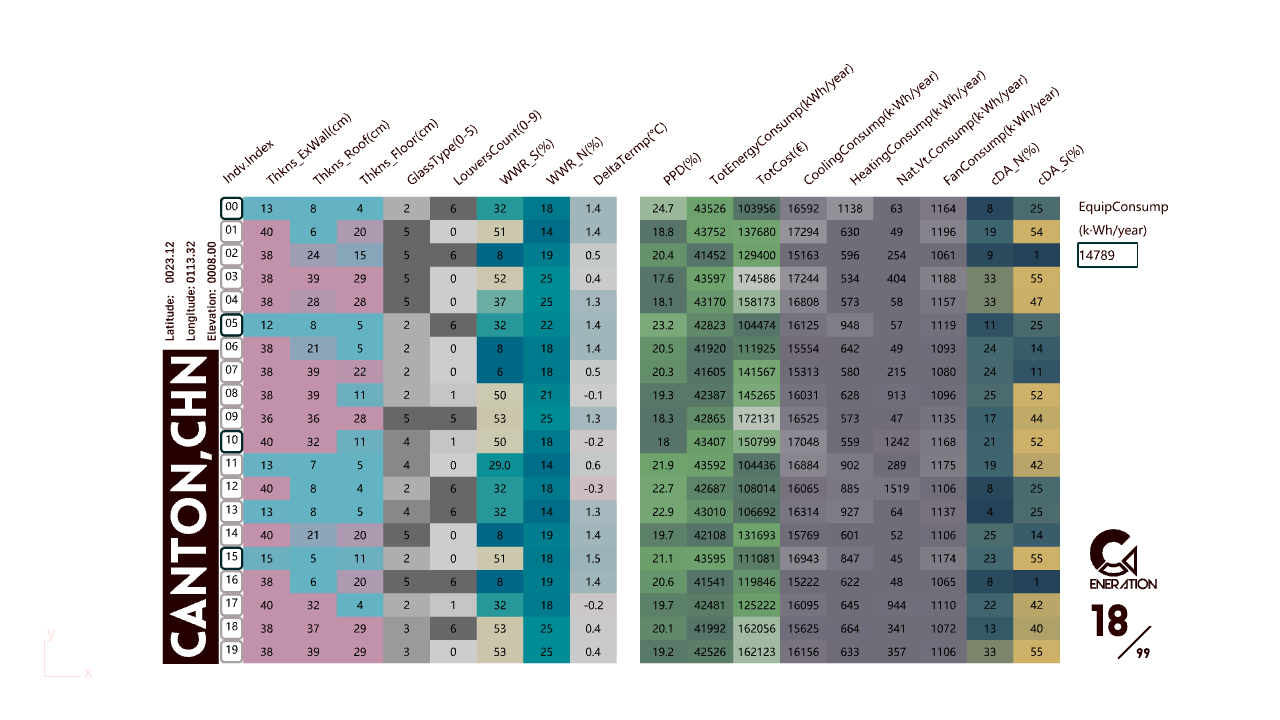 Indv.Index Thkns_ExWall(cm) Thkns_Roof(cm) Thkns_Floor(cm) GlassType(0-5) LouversCount(0-9) WWR_S(%) WWR_N(%) DeltaTermp(°C) PPD(%) TotEnergyConsump(kWh/year) TotCost(€) CoolingConsump(k·Wh/year) HeatingConsump(k·Wh/year) Nat.Vt.Consump(k·Wh/year) FanConsump(k·Wh/year) cDA_N(%) cDA_S(%)
00 13 8 4 2 6 32 18 1.4 24.7 43526 103956 16592 1138 63 1164 8 25
01 40 6 20 5 0 51 14 1.4 18.8 43752 137680 17294 630 49 1196 19 54
02 38 24 15 5 6 8 19 0.5 20.4 41452 129400 15163 596 254 1061 9 1
03 38 39 29 5 0 52 25 0.4 17.6 43597 174586 17244 534 404 1188 33 55
04 38 28 28 5 0 37 25 1.3 18.1 43170 158173 16808 573 58 1157 33 47
05 12 8 5 2 6 32 22 1.4 23.2 42823 104474 16125 948 57 1119 11 25
06 38 21 5 2 0 8 18 1.4 20.5 41920 111925 15554 642 49 1093 24 14
07 38 39 22 2 0 6 18 0.5 20.3 41605 141567 15313 580 215 1080 24 11
08 38 39 11 2 1 50 21 -0.1 19.3 42387 145265 16031 628 913 1096 25 52
09 36 36 28 5 5 53 25 1.3 18.3 42865 172131 16525 573 47 1135 17 44
10 40 32 11 4 1 50 18 -0.2 18 43407 150799 17048 559 1242 1168 21 52
11 13 7 5 4 0 29.0 14 0.6 21.9 43592 104436 16884 902 289 1175 19 42
12 40 8 4 2 6 32 18 -0.3 22.7 42687 108014 16065 885 1519 1106 8 25
13 13 8 5 4 6 32 14 1.3 22.9 43010 106692 16314 927 64 1137 4 25
14 40 21 20 5 0 8 19 1.4 19.7 42108 131693 15769 601 52 1106 25 14
15 15 5 11 2 0 51 18 1.5 21.1 43595 111081 16943 847 45 1174 23 55
16 38 6 20 5 6 8 19 1.4 20.6 41541 119846 15222 622 48 1065 8 1
17 40 32 4 2 1 32 18 -0.2 19.7 42481 125222 16095 645 944 1110 22 42
18 38 37 29 3 6 53 25 0.4 20.1 41992 162056 15625 664 341 1072 13 40
19 38 39 29 3 0 53 25 0.4 19.2 42526 162123 16156 633 357 1106 33 55
EquipConsump
(k·Wh/year)
14789
Latitude: 0023.12
Longitude: 0113.32
Elevation: 0008.00
CANTON,CHN
ENERATION
18/99
y
x